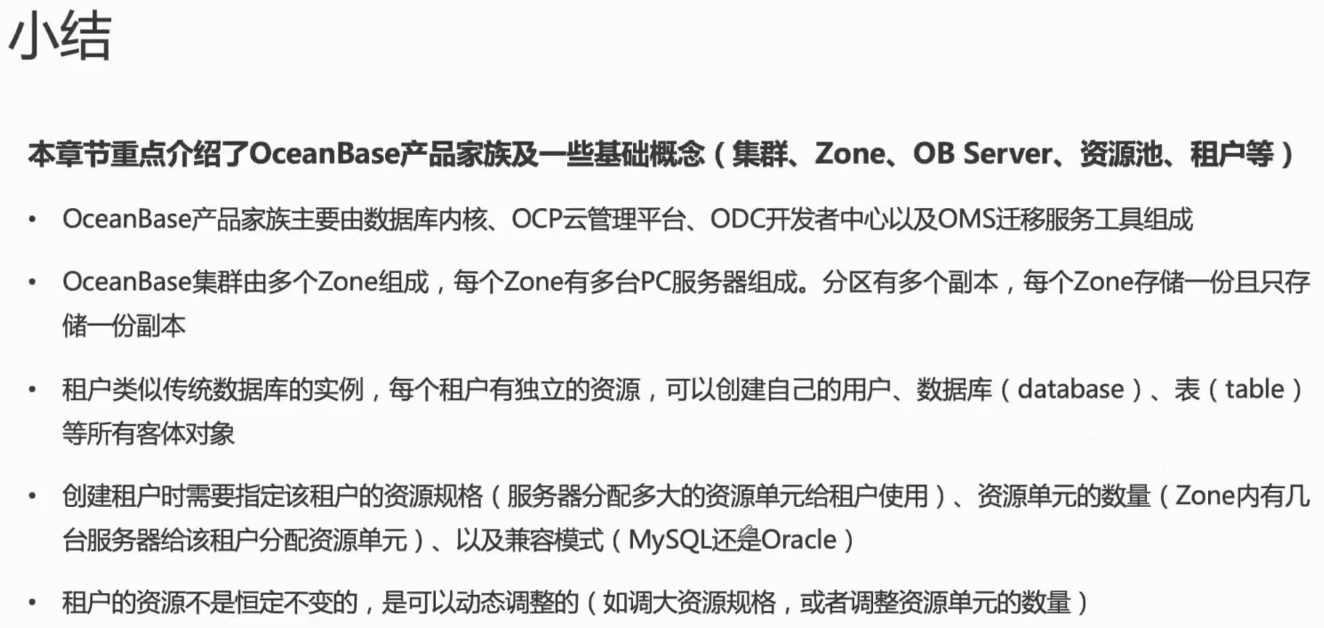 小结
本章节重点介绍了OceanBase产品家族及一些基础概念（集群、Zone、OB Server、资源池、租户等）
• OceanBase产品家族主要由数据库内核、OCP云管理平台、ODC开发者中心以及OMS迁移服务工具组成
• OceanBase集群由多个Zone组成，每个Zone有多台PC服务器组成。分区有多个副本，每个Zone存储一份且只存
储一份副本
• 租户类似传统数据库的实例，每个租户有独立的资源，可以创建自己的用户、数据库（database）、表（table）
等所有客体对象
• 创建租户时需要指定该租户的资源规格（服务器分配多大的资源单元给租户使用）、资源单元的数量（Zone内有几
台服务器给该租户分配资源单元）、以及兼容模式（MySQL还是Oracle）
• 租户的资源不是恒定不变的，是可以动态调整的（如调大资源规格，或者调整资源单元的数量）